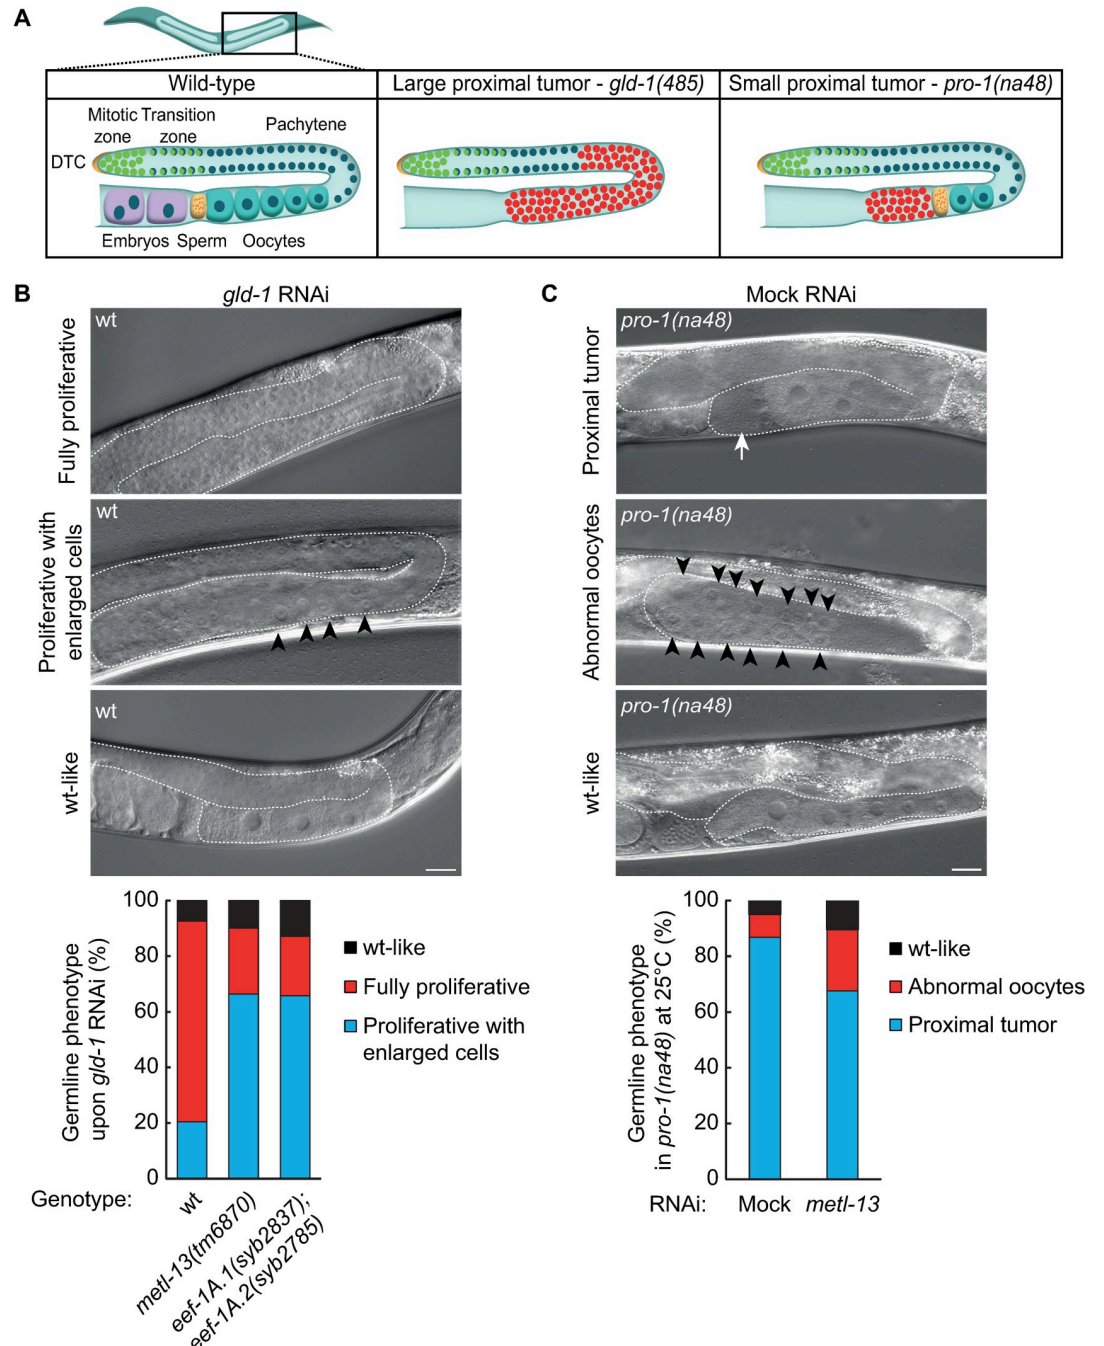 A
Wild-type
Large proximal tumor - gld-1(485)
Small proximal tumor - pro-1(na48)
Mitotic Transition
zone zone
Pachytene
DTC
Embryos Sperm Oocytes
B
gld-1 RNAi
Fully proliferative
wt
Proliferative with
enlarged cells
wt
wt-like
wt
C
Mock RNAi
Proximal tumor
pro-1(na48)
Abnormal oocytes
pro-1(na48)
wt-like
pro-1(na48)
Germline phenotype
upon gld-1 RNAi (%)
100
80
60
40
20
0
wt-like
Fully proliferative
Proliferative with
enlarged cells
Genotype:
wt
metl-13(tm6870)
eef-1A.1(syb2837);
eef-1A.2(syb2785)
Germline phenotype
in pro-1(na48) at 25°C (%)
100
80
60
40
20
0
wt-like
Abnormal oocytes
Proximal tumor
RNAi: Mock metl-13